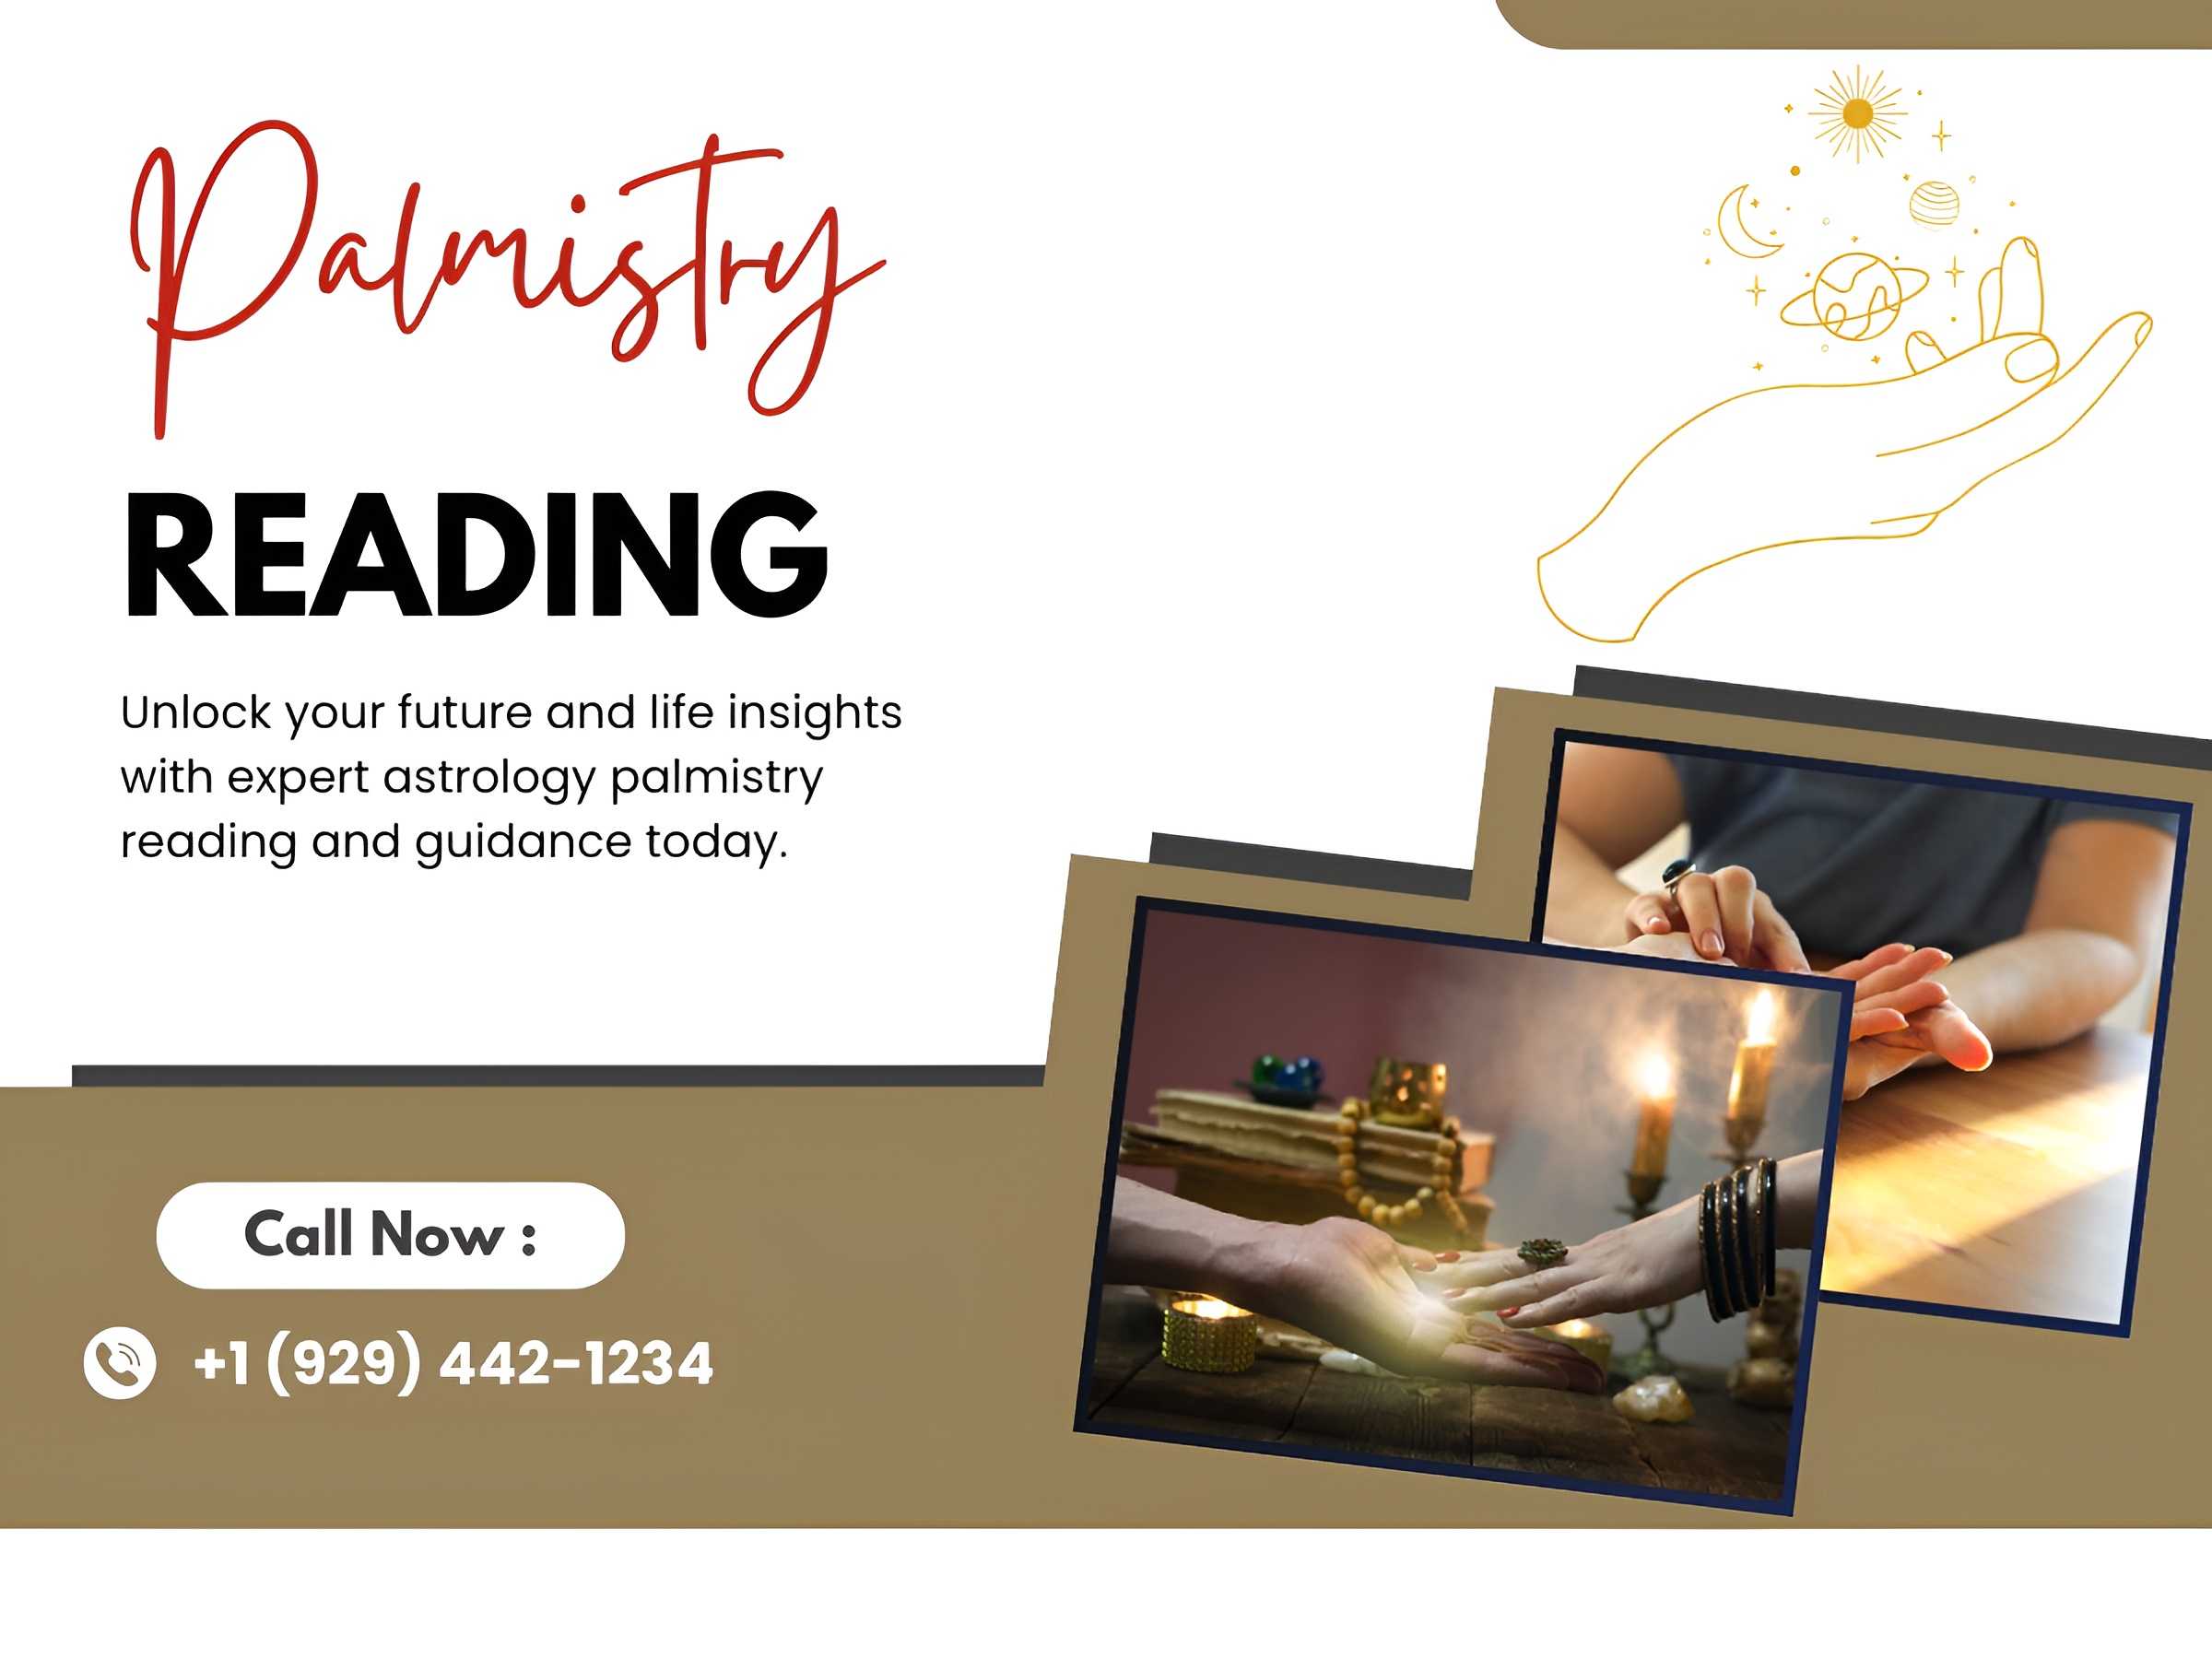 Palmistry
READING
Unlock your future and life insights
with expert astrology palmistry
reading and guidance today.
Call Now :
+1 (929) 442-1234